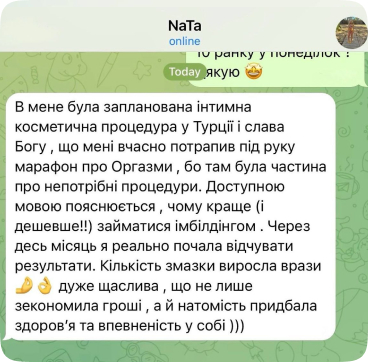 NaTa
online
10 ранку у понеділок !
Today
якую 🤩
В мене була запланована інтимна
косметична процедура у Турції і слава
Богу , що мені вчасно потрапив під руку
марафон про Оргазми , бо там була частина
про непотрібні процедури. Доступною
мовою пояснюється , чому краще (і
дешевше!!) займатися імбілдінгом . Через
десь місяць я реально почала відчувати
результати. Кількість змазки виросла врази
🤌👌 дуже щаслива , що не лише
зекономила гроші , а й натомість придбала
здоров’я та впевненість у собі )))